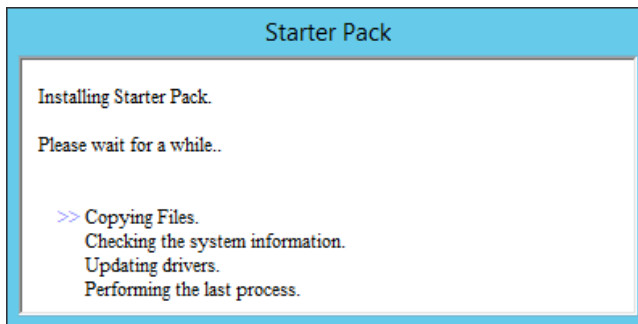 Starter Pack
Installing Starter Pack.
Please wait for a while..
>> Copying Files.
Checking the system information.
Updating drivers.
Performing the last process.